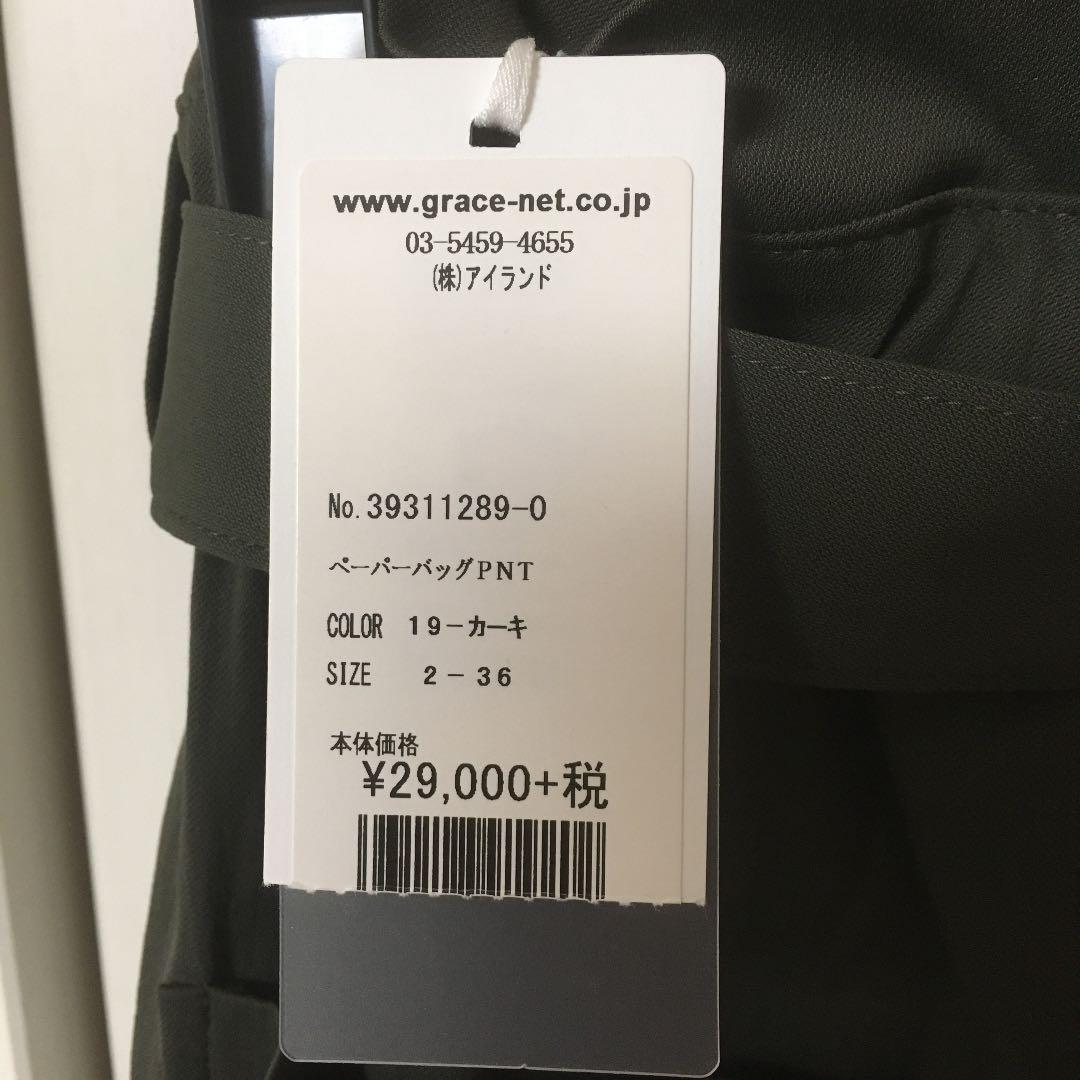 www.grace-net.co.jp
03-5459-4655
(株)アイランド
No.39311289-0
ペーパーバッグPNT
COLOR 19-カーキ
SIZE 2-36
本体価格
¥29,000+税